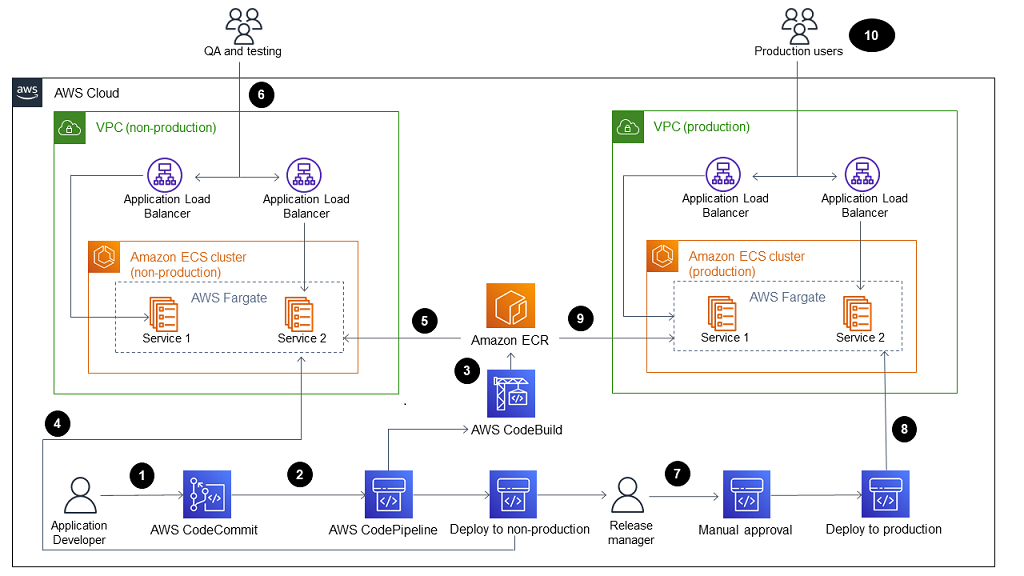 QA and testing
Production users
10
aws
AWS Cloud
6
VPC (non-production)
VPC (production)
Application Load
Balancer
Application Load
Balancer
Application Load
Balancer
Application Load
Balancer
Amazon ECS cluster
(non-production)
Amazon ECS cluster
(production)
AWS Fargate
AWS Fargate
Service 1
Service 2
5
Amazon ECR
9
Service 1
Service 2
3
AWS CodeBuild
4
8
1
2
7
Application
Developer
AWS CodeCommit
AWS CodePipeline
Deploy to non-production
Release
manager
Manual approval
Deploy to production